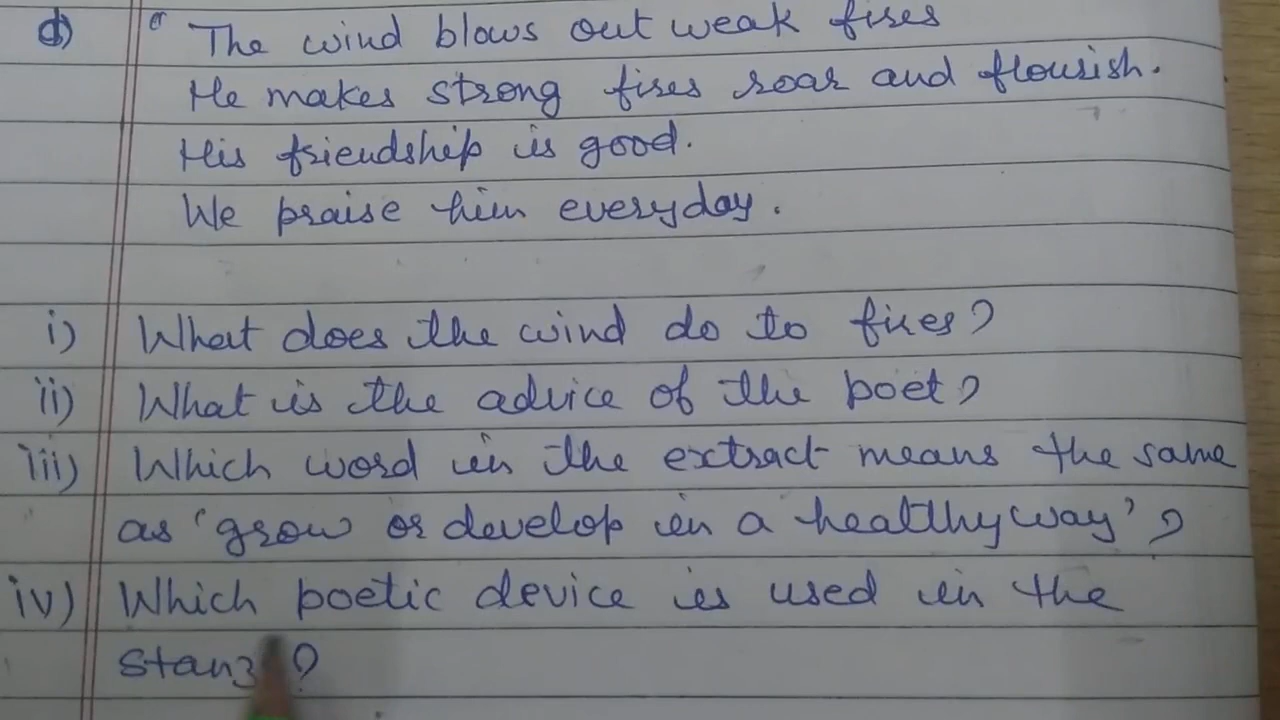 d) " The wind blows out weak fires
He makes strong fires roar and flourish.
His friendship is good.
We praise him everyday.
i) What does the wind do to fires?
ii) What is the advice of the poet?
iii) Which word in the extract means the same
as 'grow or develop in a healthy way'?
iv) Which poetic device is used in the
?